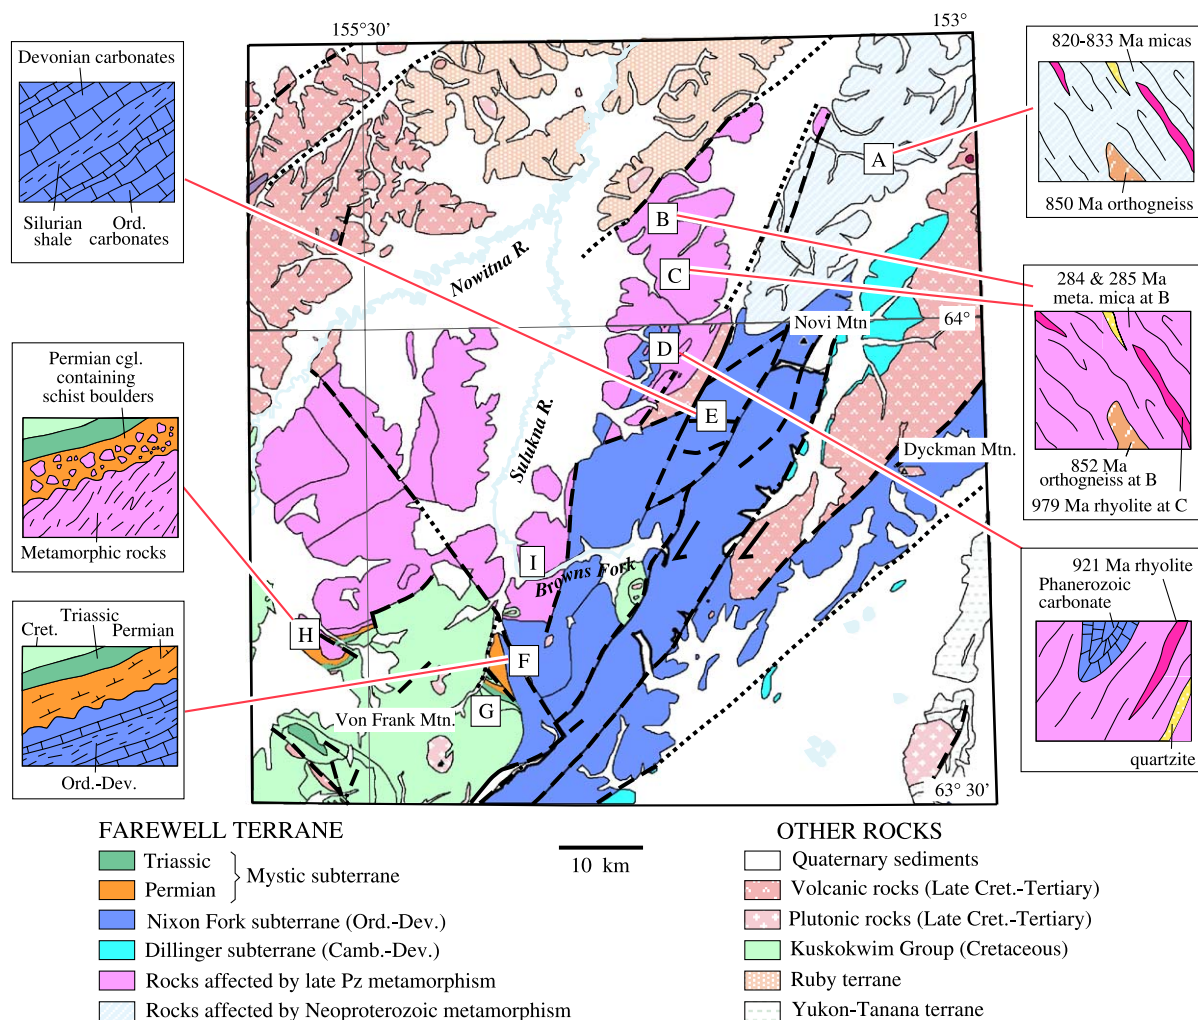 155°30'
153°
Devonian carbonates
Silurian
shale
Ord.
carbonates
820-833 Ma micas
850 Ma orthogneiss
A
B
C
Nowitna R.
Novi Mtn
64°
284 & 285 Ma
meta. mica at B
852 Ma
orthogneiss at B
979 Ma rhyolite at C
D
E
Sulukna R.
Dyckman Mtn.
Permian cgl.
containing
schist boulders
Metamorphic rocks
I
Browns Fork
H
F
G
Von Frank Mtn.
921 Ma rhyolite
Phanerozoic
carbonate
quartzite
Triassic
Cret.
Permian
Ord.-Dev.
63° 30'
FAREWELL TERRANE
Triassic
Permian
Mystic subterrane
Nixon Fork subterrane (Ord.-Dev.)
Dillinger subterrane (Camb.-Dev.)
Rocks affected by late Pz metamorphism
Rocks affected by Neoproterozoic metamorphism
10 km
OTHER ROCKS
Quaternary sediments
Volcanic rocks (Late Cret.-Tertiary)
Plutonic rocks (Late Cret.-Tertiary)
Kuskokwim Group (Cretaceous)
Ruby terrane
Yukon-Tanana terrane